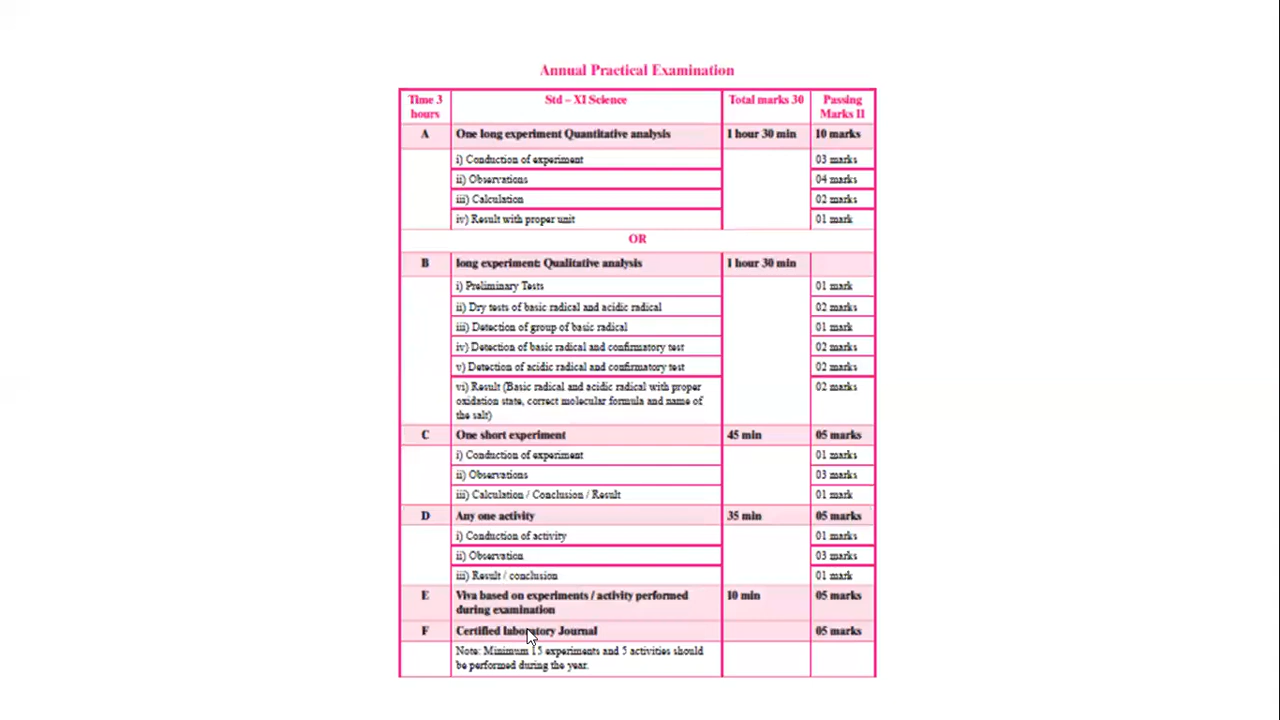 Annual Practical Examination
Time 3 hours Std – XI Science Total marks 30 Passing Marks II
A One long experiment Quantitative analysis 1 hour 30 min 10 marks
i) Conduction of experiment 03 marks
ii) Observations 04 marks
iii) Calculation 02 marks
iv) Result with proper unit 01 mark
OR
B long experiment: Qualitative analysis 1 hour 30 min
i) Preliminary Tests 01 mark
ii) Dry tests of basic radical and acidic radical 02 marks
iii) Detection of group of basic radical 01 mark
iv) Detection of basic radical and confirmatory test 02 marks
v) Detection of acidic radical and confirmatory test 02 marks
vi) Result (Basic radical and acidic radical with proper 02 marks
oxidation state, correct molecular formula and name of
the salt)
C One short experiment 45 min 05 marks
i) Conduction of experiment 01 marks
ii) Observations 03 marks
iii) Calculation / Conclusion / Result 01 mark
D Any one activity 35 min 05 marks
i) Conduction of activity 01 marks
ii) Observation 03 marks
iii) Result / conclusion 01 mark
E Viva based on experiments / activity performed 10 min 05 marks
during examination
F Certified laboratory Journal 05 marks
Note: Minimum 15 experiments and 5 activities should
be performed during the year.